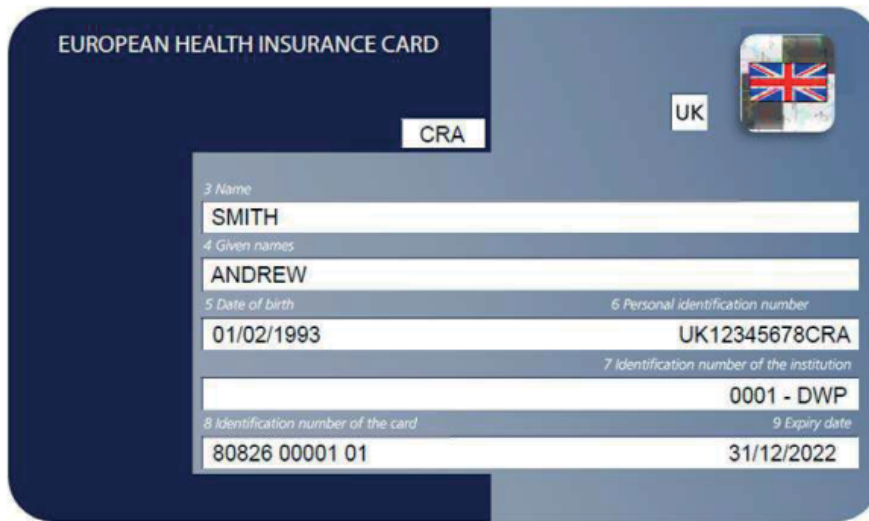 EUROPEAN HEALTH INSURANCE CARD
UK
CRA
3 Name
SMITH
4 Given names
ANDREW
5 Date of birth 6 Personal identification number
01/02/1993 UK12345678CRA
7 Identification number of the institution
0001 - DWP
8 Identification number of the card 9 Expiry date
80826 00001 01 31/12/2022